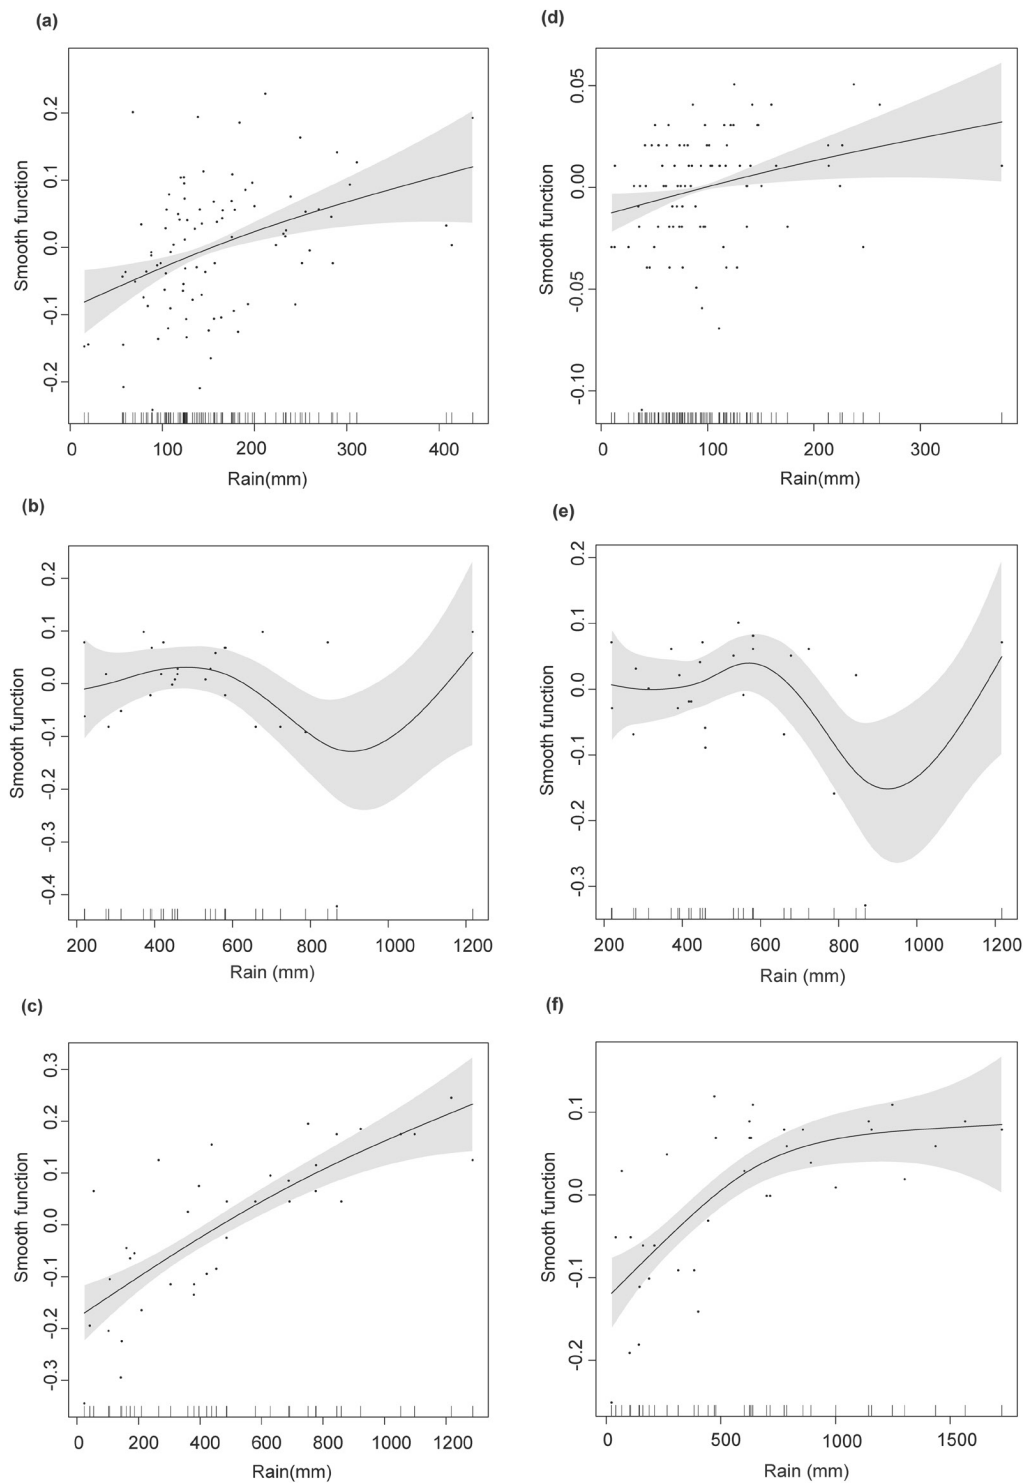 (a)
0.2
0.1
0.0
-0.1
-0.2
Smooth function
0 100 200 300 400
Rain(mm)
(d)
0.05
0.00
-0.05
-0.10
Smooth function
0 100 200 300
Rain(mm)
(b)
0.2
0.1
0.0
-0.1
-0.2
-0.3
-0.4
Smooth function
200 400 600 800 1000 1200
Rain (mm)
(e)
0.2
0.1
0.0
-0.1
-0.2
-0.3
Smooth function
200 400 600 800 1000 1200
Rain (mm)
(c)
0.3
0.2
0.1
0.0
-0.1
-0.2
-0.3
Smooth function
0 200 400 600 800 1000 1200
Rain(mm)
(f)
0.1
0.0
-0.1
-0.2
Smooth function
0 500 1000 1500
Rain (mm)